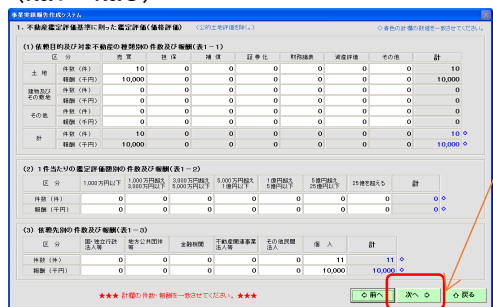 事業実績報告作成システム
1、不動産鑑定評価基準に則った鑑定評価(価格評価) (公的土地評価を除く。) ◇青色の計欄の数値を一致させてください。
(1) 依頼目的及び対象不動産の種類別の件数及び報酬(表1-1)
区 分 売 買 担 保 補 償 証 券 化 財務諸表 資産評価 その他 計
土 地 件数 (件) 10 0 0 0 0 0 0 10
報酬 (千円) 10,000 0 0 0 0 0 0 10,000
建物及びその敷地 件数 (件) 0 0 0 0 0 0 0 0
報酬 (千円) 0 0 0 0 0 0 0 0
その他 件数 (件) 0 0 0 0 0 0 0 0
報酬 (千円) 0 0 0 0 0 0 0 0
計 件数 (件) 10 0 0 0 0 0 0 10 ◇
報酬 (千円) 10,000 0 0 0 0 0 0 10,000 ◇
(2) 1件当たりの鑑定評価額別の件数及び報酬(表1-2)
区 分 1,000万円以下 1,000万円超え3,000万円以下 3,000万円超え5,000万円以下 5,000万円超え1億円以下 1億円超え5億円以下 5億円超え25億円以下 25億を超える 計
件数 (件) 0 0 0 0 0 0 0 0 ◇
報酬 (千円) 0 0 0 0 0 0 0 0 ◇
(3) 依頼先別の件数及び報酬(表1-3)
区 分 国・独立行政法人等 地方公共団体等 金融機関 不動産関連事業法人等 その他民間法人 個 人 計
件数 (件) 0 0 0 0 0 11 11 ◇
報酬 (千円) 0 0 0 0 0 10,000 10,000 ◇
★★★ 計欄の件数・報酬を一致させてください。 ★★★
◇ 前へ 次へ ◇ ◇ 戻る